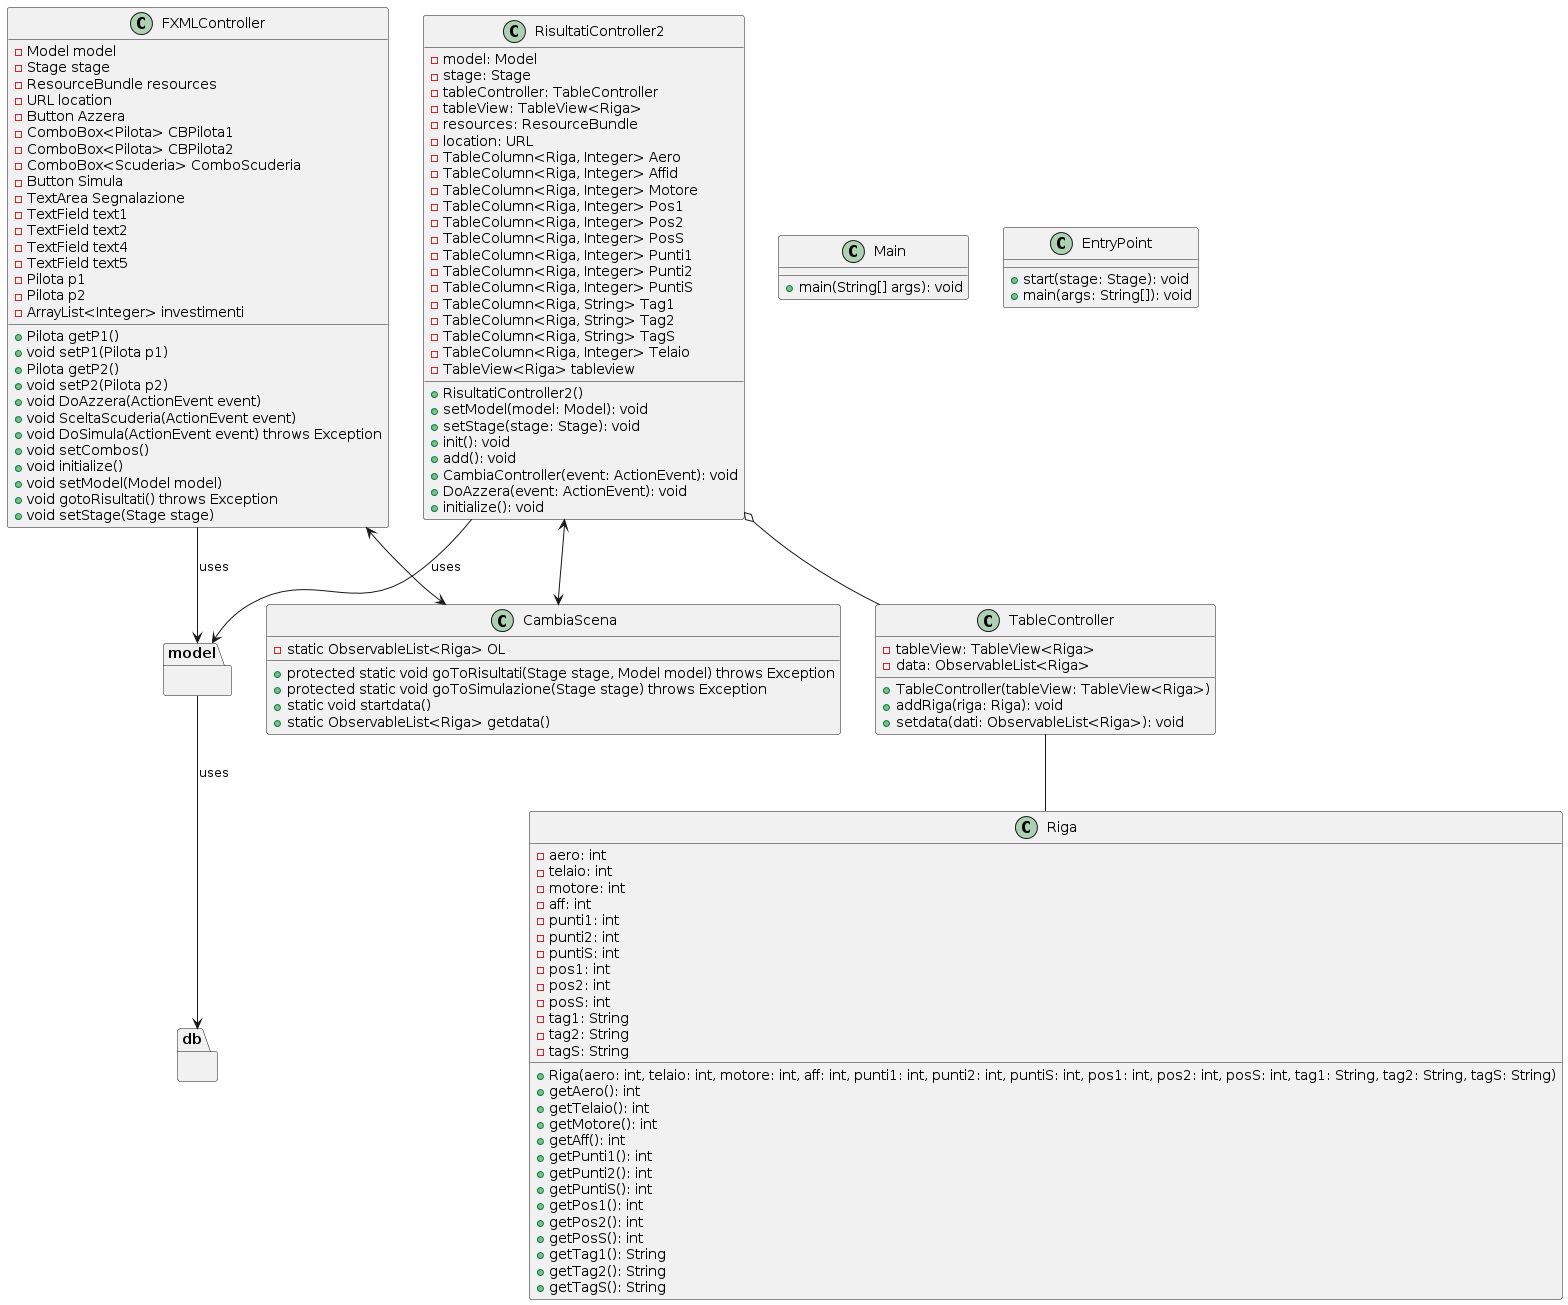 FXMLController
Model model
Stage stage
ResourceBundle resources
URL location
Button Azzera
ComboBox<Pilota> CBPilota1
ComboBox<Pilota> CBPilota2
ComboBox<Scuderia> ComboScuderia
Button Simula
TextArea Segnalazione
TextField text1
TextField text2
TextField text4
TextField text5
Pilota p1
Pilota p2
ArrayList<Integer> investimenti
Pilota getP1()
void setP1(Pilota p1)
Pilota getP2()
void setP2(Pilota p2)
void DoAzzera(ActionEvent event)
void SceltaScuderia(ActionEvent event)
void DoSimula(ActionEvent event) throws Exception
void setCombos()
void initialize()
void setModel(Model model)
void gotoRisultati() throws Exception
void setStage(Stage stage)
RisultatiController2
model: Model
stage: Stage
tableController: TableController
tableView: TableView<Riga>
resources: ResourceBundle
location: URL
TableColumn<Riga, Integer> Aero
TableColumn<Riga, Integer> Affid
TableColumn<Riga, Integer> Motore
TableColumn<Riga, Integer> Pos1
TableColumn<Riga, Integer> Pos2
TableColumn<Riga, Integer> PosS
TableColumn<Riga, Integer> Punti1
TableColumn<Riga, Integer> Punti2
TableColumn<Riga, Integer> PuntiS
TableColumn<Riga, String> Tag1
TableColumn<Riga, String> Tag2
TableColumn<Riga, String> TagS
TableColumn<Riga, Integer> Telaio
TableView<Riga> tableview
RisultatiController2()
setModel(model: Model): void
setStage(stage: Stage): void
init(): void
add(): void
CambiaController(event: ActionEvent): void
DoAzzera(event: ActionEvent): void
initialize(): void
Main
main(String[] args): void
EntryPoint
start(stage: Stage): void
main(args: String[]): void
uses
uses
model
CambiaScena
static ObservableList<Riga> OL
protected static void goToRisultati(Stage stage, Model model) throws Exception
protected static void goToSimulazione(Stage stage) throws Exception
static void startdata()
static ObservableList<Riga> getdata()
TableController
tableView: TableView<Riga>
data: ObservableList<Riga>
TableController(tableView: TableView<Riga>)
addRiga(riga: Riga): void
setdata(dati: ObservableList<Riga>): void
uses
db
Riga
aero: int
telaio: int
motore: int
aff: int
punti1: int
punti2: int
puntiS: int
pos1: int
pos2: int
posS: int
tag1: String
tag2: String
tagS: String
Riga(aero: int, telaio: int, motore: int, aff: int, punti1: int, punti2: int, puntiS: int, pos1: int, pos2: int, posS: int, tag1: String, tag2: String, tagS: String)
getAero(): int
getTelaio(): int
getMotore(): int
getAff(): int
getPunti1(): int
getPunti2(): int
getPuntiS(): int
getPos1(): int
getPos2(): int
getPosS(): int
getTag1(): String
getTag2(): String
getTagS(): String